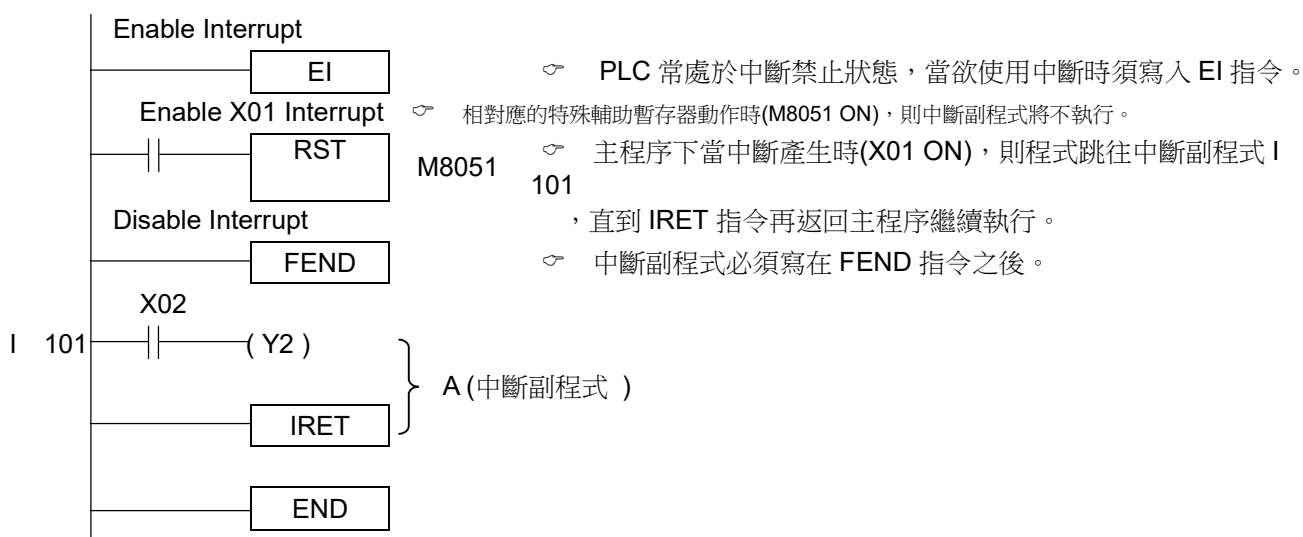 Enable Interrupt
EI ☞ PLC 常處於中斷禁止狀態，當欲使用中斷時須寫入 EI 指令。
Enable X01 Interrupt ☞ 相對應的特殊輔助暫存器動作時(M8051 ON)，則中斷副程式將不執行。
RST M8051 ☞ 主程序下當中斷產生時(X01 ON)，則程式跳往中斷副程式 I
101
Disable Interrupt ，直到 IRET 指令再返回主程序繼續執行。
FEND ☞ 中斷副程式必須寫在 FEND 指令之後。
X02
I 101 ( Y2 )
A (中斷副程式 )
IRET
END